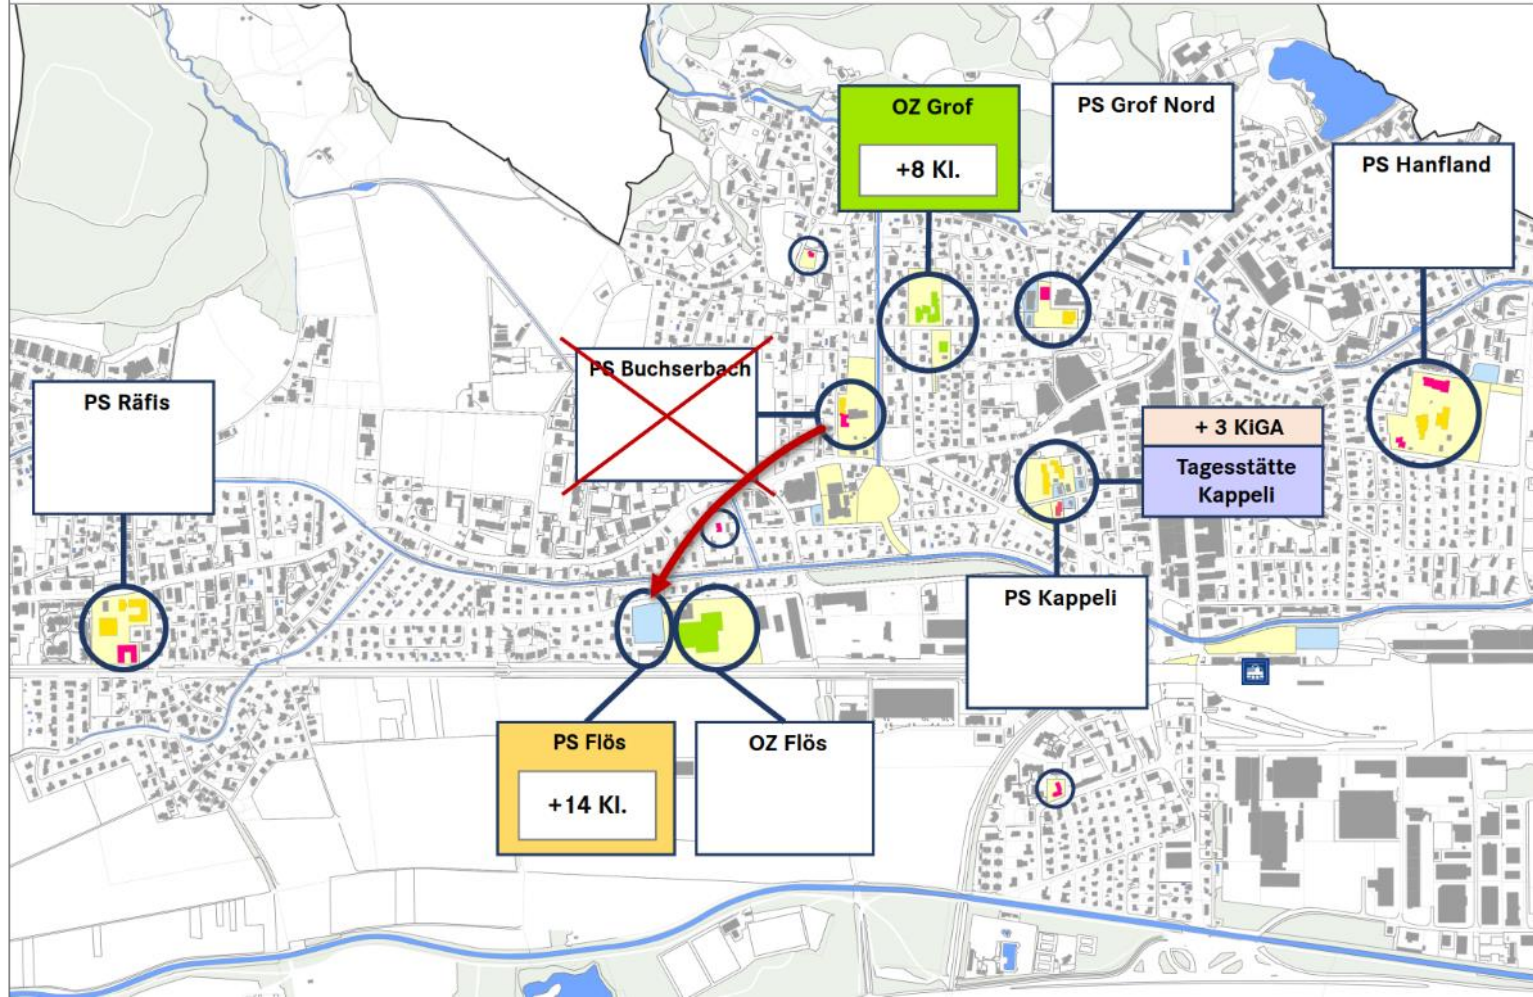 OZ Grof
+8 Kl.
PS Grof Nord
PS Hanfland
PS Buchserbach
PS Räfis
+ 3 KiGA
Tagesstätte
Kappeli
PS Kappeli
PS Flös
+14 Kl.
OZ Flös